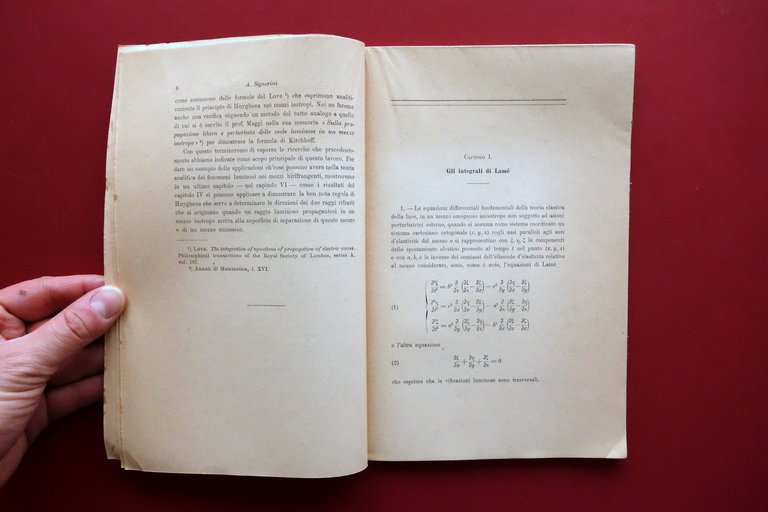 8 A. Signorini
come estensione delle formole del Love ¹) che esprimono analiti-
camente il principio di Huyghens nei mezzi isotropi. Noi ne faremo
anche una verifica seguendo un metodo del tutto analogo a quello
di cui si è servito il prof. Maggi nella sua memoria « Sulla pro-
pagazione libera e perturbata delle onde luminose in un mezzo
isotropo » ²) per dimostrare la formola di Kirchhoff.
Con questo termineremo di esporre le ricerche che precedente-
mente abbiamo indicate come scopo principale di questo lavoro. Per
dare un esempio delle applicazioni ch'esse possono avere nella teoria
analitica dei fenomeni luminosi nei mezzi birifrangenti, mostreremo
in un ultimo capitolo — nel capitolo VI — come i risultati del
capitolo IV si possono applicare a dimostrare la ben nota regola di
Huyghens che serve a determinare le direzioni dei due raggi rifratti
che si originano quando un raggio luminoso propagantesi in un
mezzo isotropo arriva alla superficie di separazione di questo mezzo
e di un mezzo uniassico.
¹) Love. The integration of equations of propagation of electric waves.
Philosophical transactions of the Royal Society of London, series A,
vol. 197.
²) Annali di Matematica, t. XVI.
Capitolo I.
Gli integrali di Lamé
1. — Le equazioni differenziali fondamentali della teoria elastica
della luce, in un mezzo omogeneo anisotropo non soggetto ad azioni
perturbatrici esterne, quando si assuma come sistema coordinato un
sistema cartesiano ortogonale (x, y, z) cogli assi paralleli agli assi
d'elasticità del mezzo e si rappresentino con ξ, η, ζ le componenti
dello spostamento elastico presente al tempo t nel punto (x, y, z)
e con a, b, c le inverse dei semiassi dell'elissoide d'elasticità relativo
al mezzo considerato, sono, come è noto, l'equazioni di Lamé
(1)
e l'altra equazione
(2) ∂ξ/∂x + ∂η/∂y + ∂ζ/∂z = 0
che esprime che le vibrazioni luminose sono trasversali.